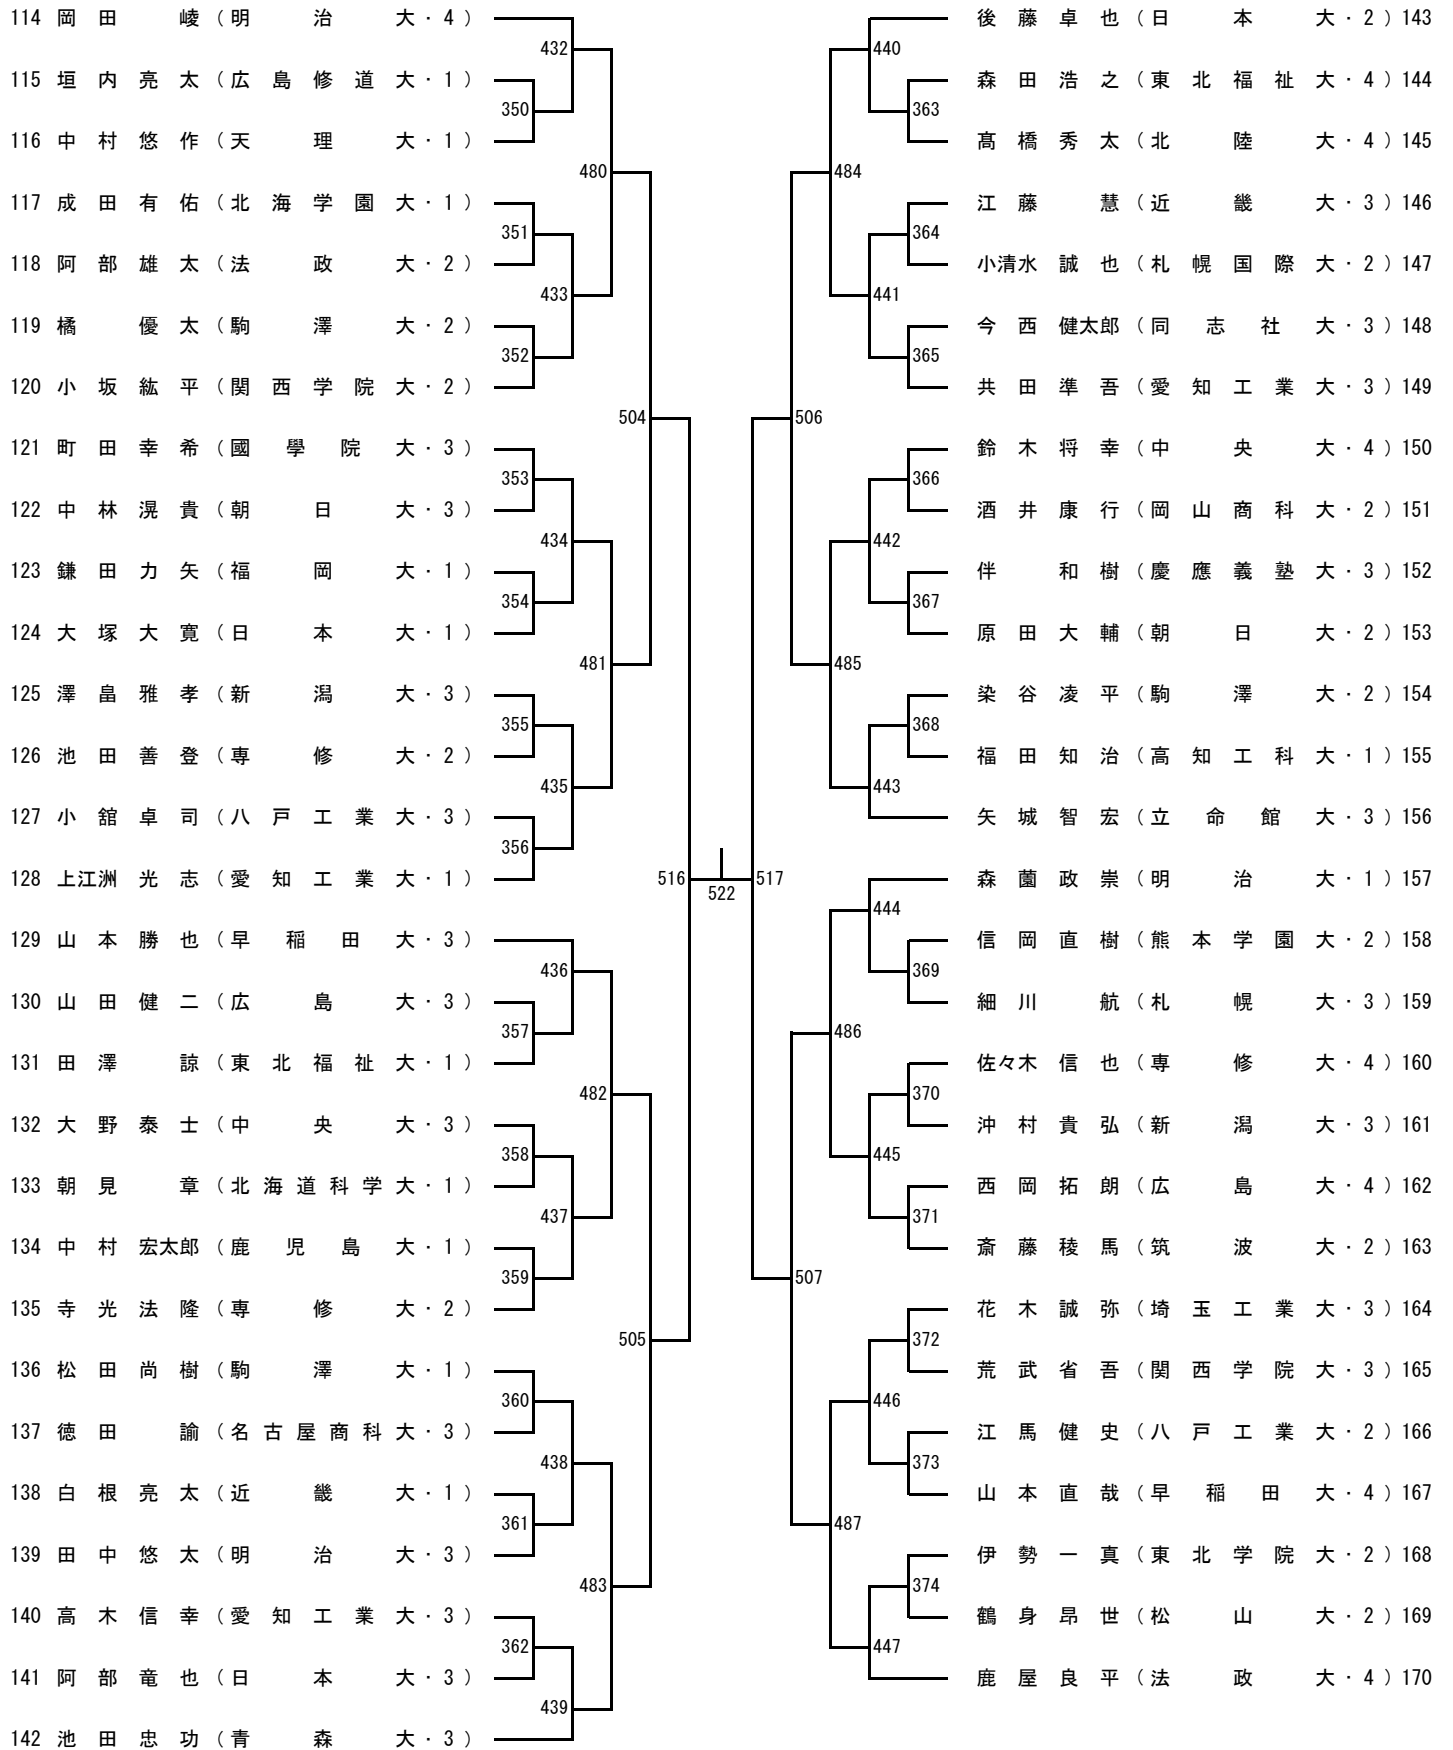 114 岡田 崚 (明治大・4)
115 垣内亮太 (広島修道大・1)
116 中村悠作 (天理大・1)
117 成田有佑 (北海学園大・1)
118 阿部雄太 (法政大・2)
119 橘 優太 (駒澤大・2)
120 小坂紘平 (関西学院大・2)
121 町田幸希 (國學院大・3)
122 中林滉貴 (朝日大・3)
123 鎌田力矢 (福岡大・1)
124 大塚大寛 (日本大・1)
125 澤畠雅孝 (新潟大・3)
126 池田善登 (専修大・2)
127 小舘卓司 (八戸工業大・3)
128 上江洲光志 (愛知工業大・1)
129 山本勝也 (早稲田大・3)
130 山田健二 (広島大・3)
131 田澤 諒 (東北福祉大・1)
132 大野泰士 (中央大・3)
133 朝見 章 (北海道科学大・1)
134 中村宏太郎 (鹿児島大・1)
135 寺光法隆 (専修大・2)
136 松田尚樹 (駒澤大・1)
137 徳田 諭 (名古屋商科大・3)
138 白根亮太 (近畿大・1)
139 田中悠太 (明治大・3)
140 高木信幸 (愛知工業大・3)
141 阿部竜也 (日本大・3)
142 池田忠功 (青森大・3)
350
351
352
353
354
355
356
357
358
359
360
361
362
432
433
434
435
436
437
438
439
480
481
482
483
504
505
516
522
517
506
507
484
485
486
487
440
441
442
443
444
445
446
447
363
364
365
366
367
368
369
370
371
372
373
374
後藤卓也 (日本大・2) 143
森田浩之 (東北福祉大・4) 144
髙橋秀太 (北陸大・4) 145
江藤 慧 (近畿大・3) 146
小清水誠也 (札幌国際大・2) 147
今西健太郎 (同志社大・3) 148
共田準吾 (愛知工業大・3) 149
鈴木将幸 (中央大・4) 150
酒井康行 (岡山商科大・2) 151
伴 和樹 (慶應義塾大・3) 152
原田大輔 (朝日大・2) 153
染谷凌平 (駒澤大・2) 154
福田知治 (高知工科大・1) 155
矢城智宏 (立命館大・3) 156
森薗政崇 (明治大・1) 157
信岡直樹 (熊本学園大・2) 158
細川 航 (札幌大・3) 159
佐々木信也 (専修大・4) 160
沖村貴弘 (新潟大・3) 161
西岡拓朗 (広島大・4) 162
斎藤稜馬 (筑波大・2) 163
花木誠弥 (埼玉工業大・3) 164
荒武省吾 (関西学院大・3) 165
江馬健史 (八戸工業大・2) 166
山本直哉 (早稲田大・4) 167
伊勢一真 (東北学院大・2) 168
鶴身昂世 (松山大・2) 169
鹿屋良平 (法政大・4) 170